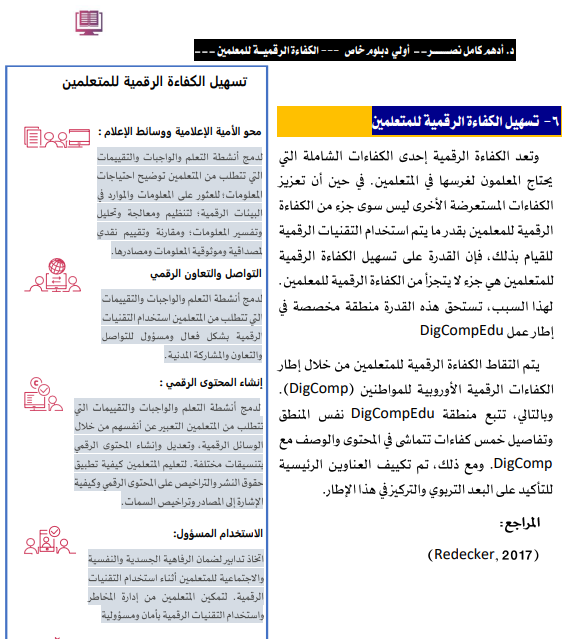 د. أدهم كامل نصـــــر-- أولي دبلوم خاص --- الكفاءة الرقميـة للمعلمين ---
٦- تسهيل الكفاءة الرقمية للمتعلمين
وتعد الكفاءة الرقمية إحدى الكفاءات الشاملة التي
يحتاج المعلمون لغرسها في المتعلمين. في حين أن تعزيز
الكفاءات المستعرضة الأخرى ليس سوى جزء من الكفاءة
الرقمية للمعلمين بقدر ما يتم استخدام التقنيات الرقمية
للقيام بذلك، فإن القدرة على تسهيل الكفاءة الرقمية
للمتعلمين هي جزء لا يتجزأ من الكفاءة الرقمية للمعلمين.
لهذا السبب، تستحق هذه القدرة منطقة مخصصة في
إطار عمل DigCompEdu
يتم التقاط الكفاءة الرقمية للمتعلمين من خلال إطار
الكفاءات الرقمية الأوروبية للمواطنين (DigComp).
وبالتالي، تتبع منطقة DigCompEdu نفس المنطق
وتفاصيل خمس كفاءات تتماشى في المحتوى والوصف مع
DigComp. ومع ذلك، تم تكييف العناوين الرئيسية
للتأكيد على البعد التربوي والتركيز في هذا الإطار.
المراجع:
(Redecker, 2017)
تسهيل الكفاءة الرقمية للمتعلمين
محو الأمية الإعلامية ووسائط الإعلام :
لدمج أنشطة التعلم والواجبات والتقييمات
التي تتطلب من المتعلمين توضيح احتياجات
المعلومات؛ للعثور على المعلومات والموارد في
البيئات الرقمية؛ لتنظيم ومعالجة وتحليل
وتفسير المعلومات؛ ومقارنة وتقييم نقدي
لمصداقية وموثوقية المعلومات ومصادرها.
التواصل والتعاون الرقمي
لدمج أنشطة التعلم والواجبات والتقييمات
التي تتطلب من المتعلمين استخدام التقنيات
الرقمية بشكل فعال ومسؤول للتواصل
والتعاون والمشاركة المدنية.
إنشاء المحتوى الرقمي :
لدمج أنشطة التعلم والواجبات والتقييمات التي
تتطلب من المتعلمين التعبير عن أنفسهم من خلال
الوسائل الرقمية، وتعديل وإنشاء المحتوى الرقمي
بتنسيقات مختلفة. لتعليم المتعلمين كيفية تطبيق
حقوق النشر والتراخيص على المحتوى الرقمي وكيفية
الإشارة إلى المصادر وتراخيص السمات.
الاستخدام المسؤول:
اتخاذ تدابير لضمان الرفاهية الجسدية والنفسية
والاجتماعية للمتعلمين أثناء استخدام التقنيات
الرقمية. لتمكين المتعلمين من إدارة المخاطر
واستخدام التقنيات الرقمية بأمان ومسؤولية